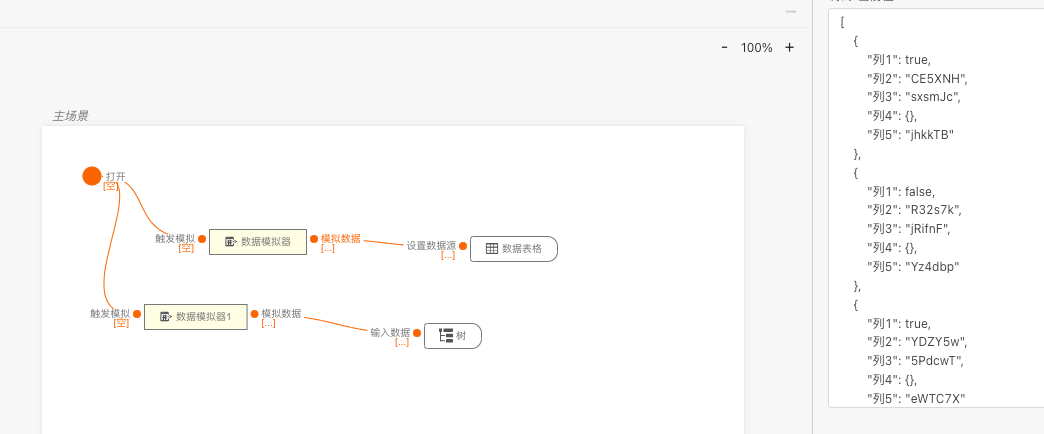 - 100% +
主场景
打开
[空]
触发模拟
[空]
数据模拟器
模拟数据
[...]
设置数据源
[...]
数据表格
触发模拟
[空]
数据模拟器1
模拟数据
[...]
输入数据
[...]
树
[
{
"列1": true,
"列2": "CE5XNH",
"列3": "sxsmJc",
"列4": {},
"列5": "jhkkTB"
},
{
"列1": false,
"列2": "R32s7k",
"列3": "jRifnF",
"列4": {},
"列5": "Yz4dbp"
},
{
"列1": true,
"列2": "YDZY5w",
"列3": "5PdcwT",
"列4": {},
"列5": "eWTC7X"